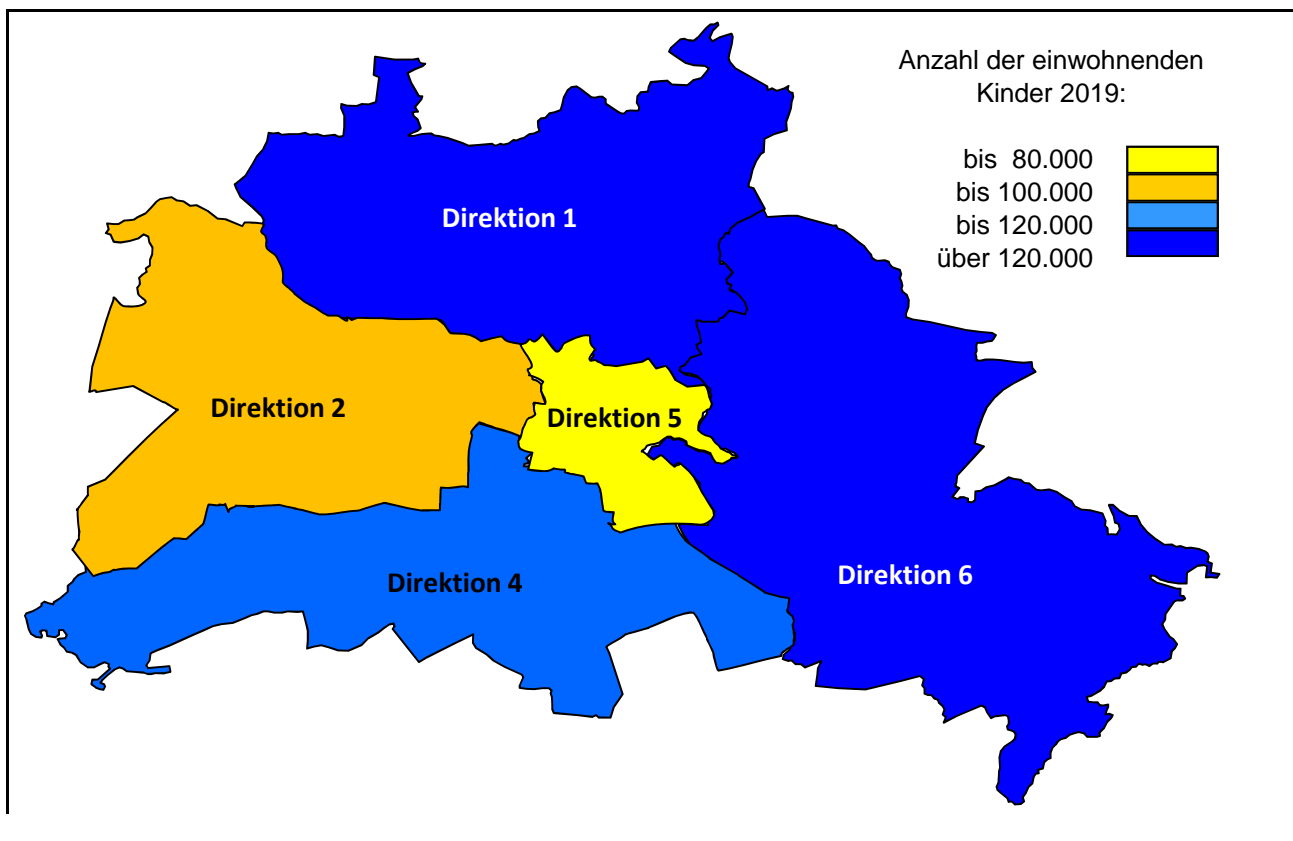 Anzahl der einwohnenden
Kinder 2019:
bis 80.000
bis 100.000
bis 120.000
über 120.000
Direktion 1
Direktion 2
Direktion 5
Direktion 4
Direktion 6